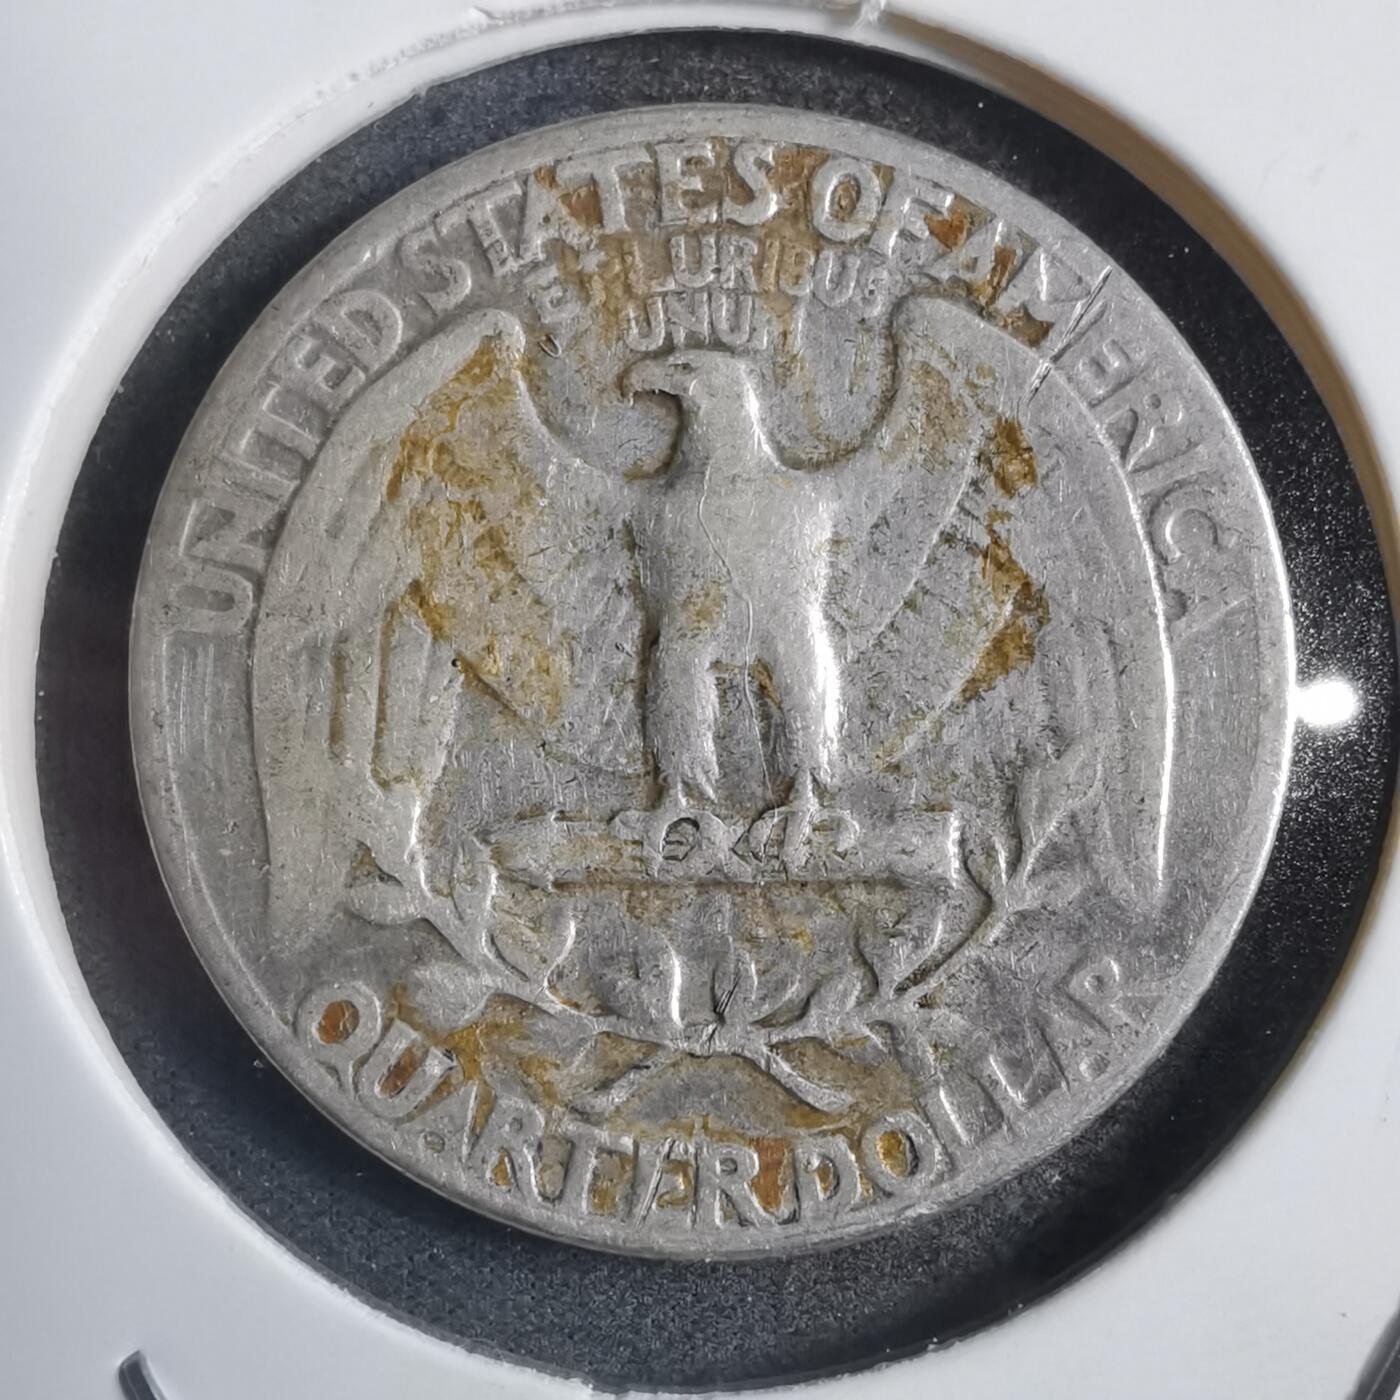 UNITED STATES OF AMERICA
E PLURIBUS
UNUM
QUARTER DOLLAR